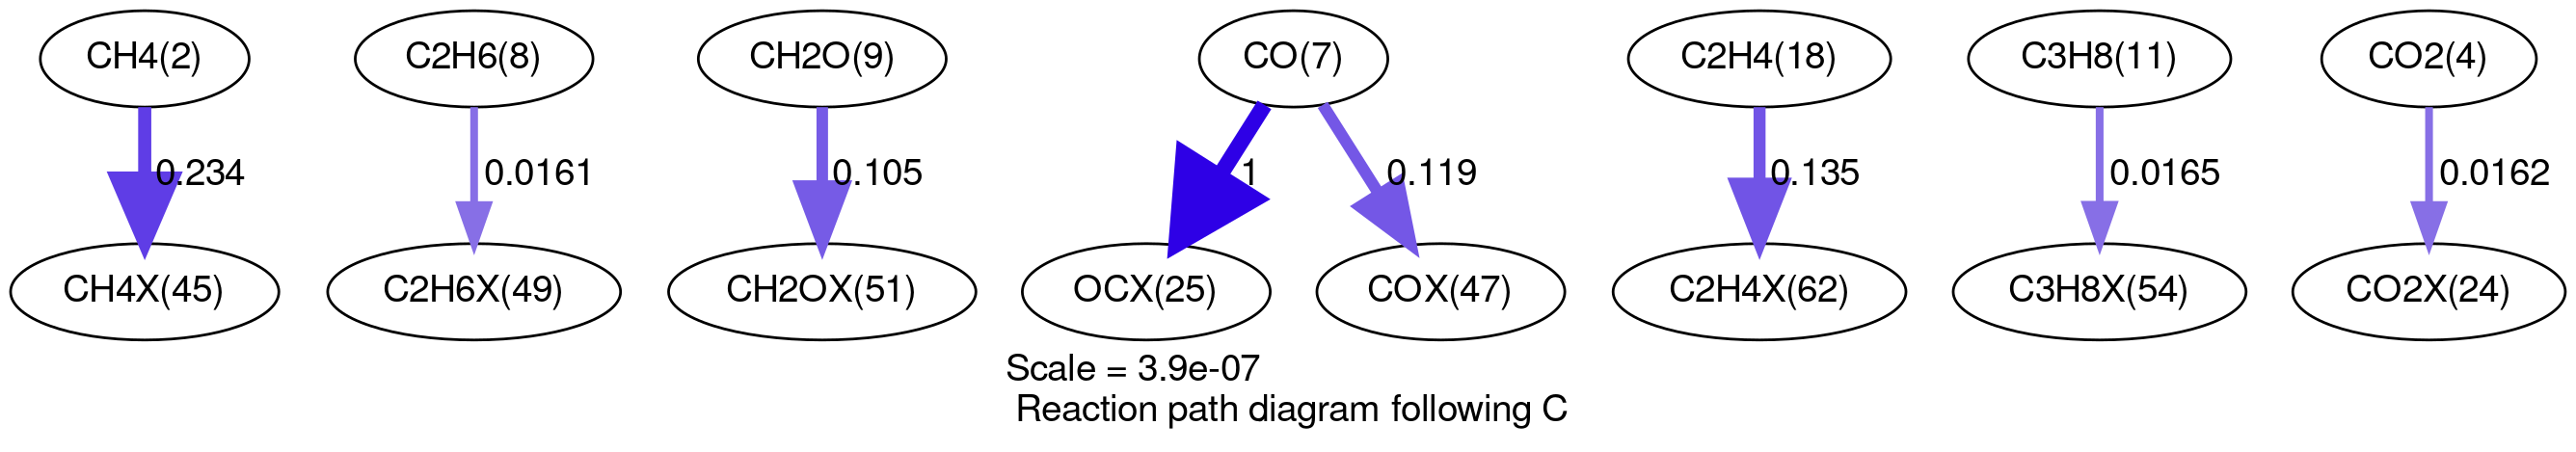 CH4(2)
C2H6(8)
CH2O(9)
CO(7)
C2H4(18)
C3H8(11)
CO2(4)
0.234
0.0161
0.105
1
0.119
0.135
0.0165
0.0162
CH4X(45)
C2H6X(49)
CH2OX(51)
OCX(25)
COX(47)
C2H4X(62)
C3H8X(54)
CO2X(24)
Scale = 3.9e-07
Reaction path diagram following C